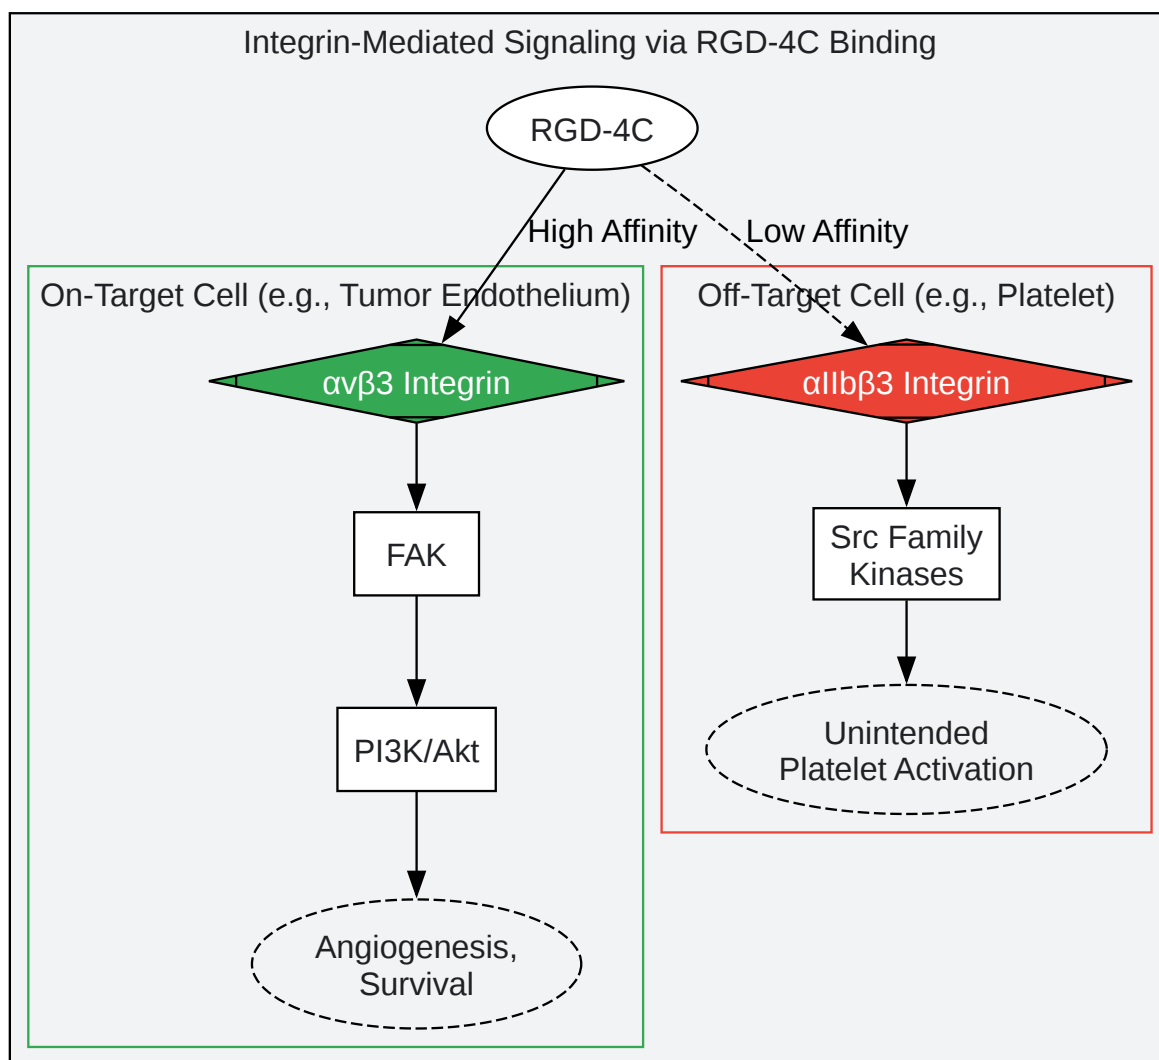 Integrin-Mediated Signaling via RGD-4C Binding
RGD-4C
High Affinity
Low Affinity
On-Target Cell (e.g., Tumor Endothelium)
Off-Target Cell (e.g., Platelet)
αvβ3 Integrin
αIIbβ3 Integrin
FAK
Src Family
Kinases
PI3K/Akt
Unintended
Platelet Activation
Angiogenesis,
Survival